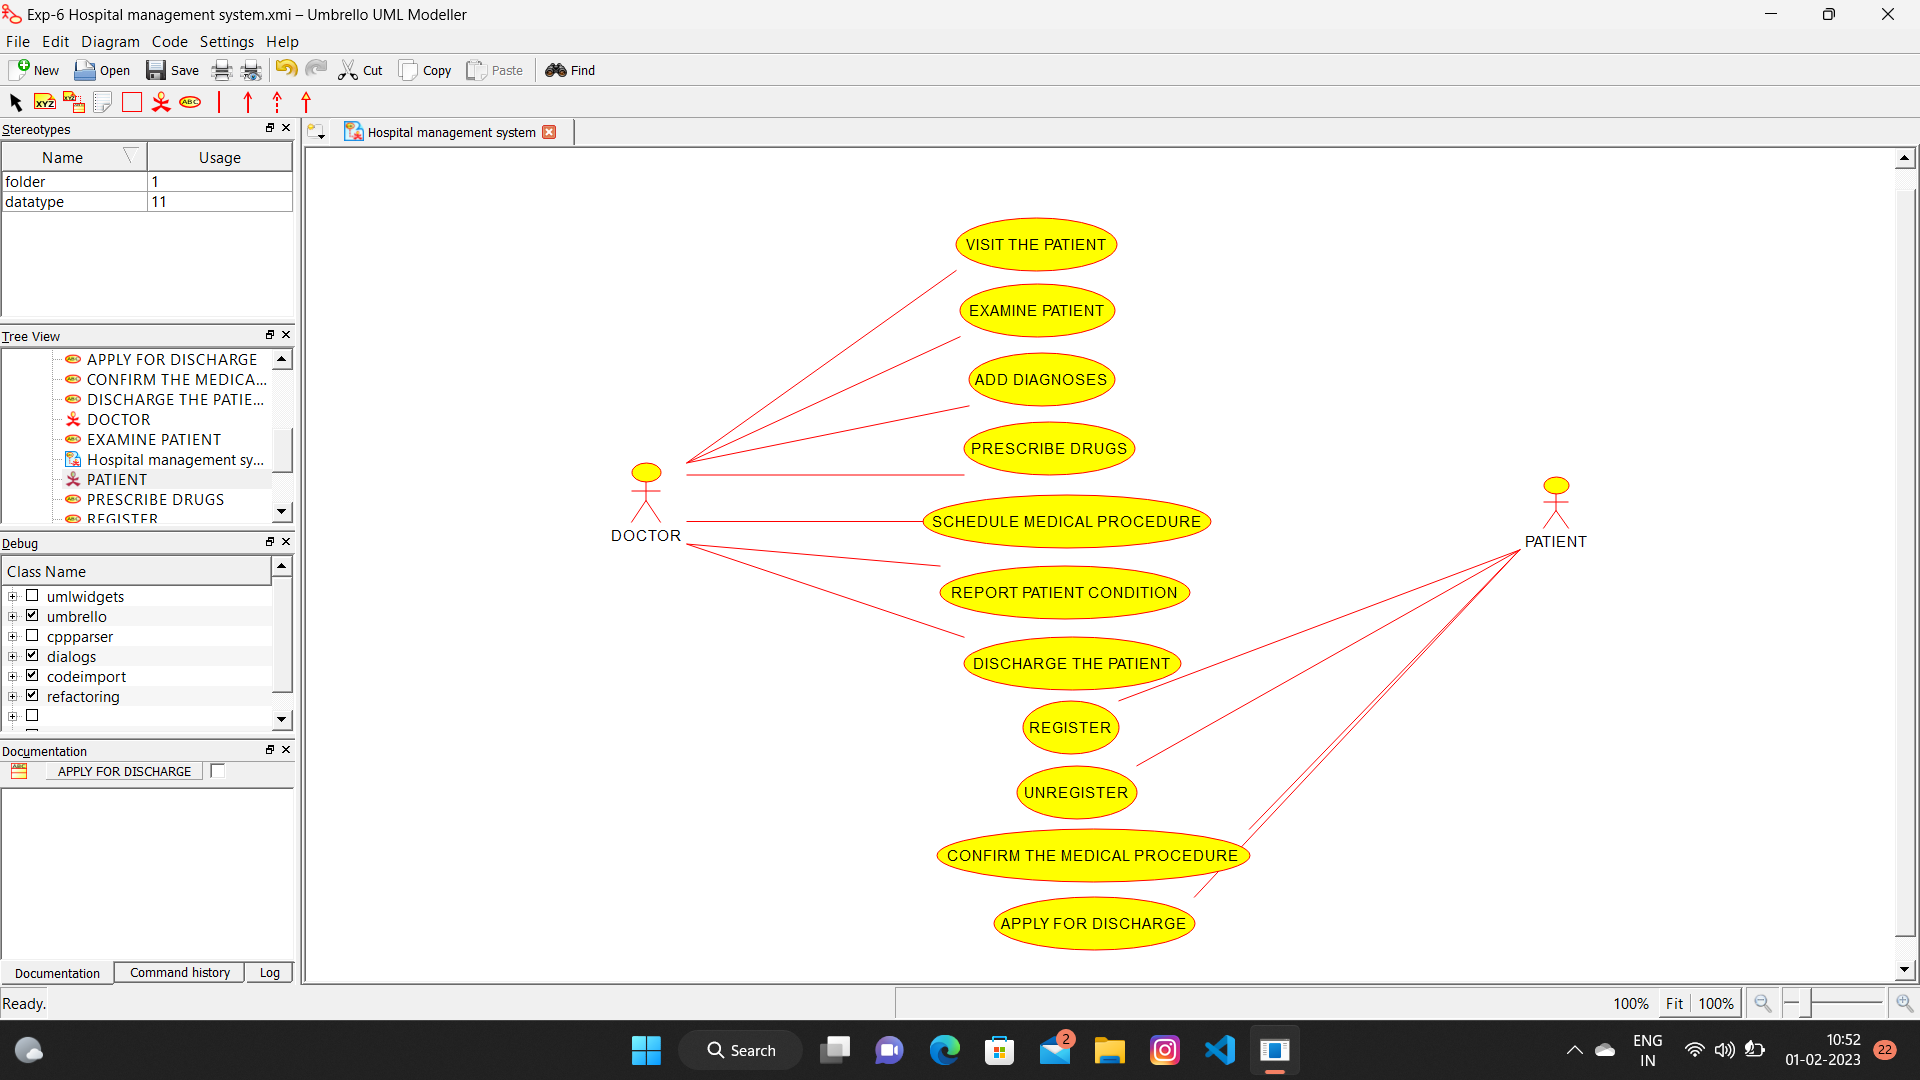 Exp-6 Hospital management system.xmi – Umbrello UML Modeller
File Edit Diagram Code Settings Help
New Open Save Cut Copy Paste Find
XYZ XYZ ABC
Stereotypes
Hospital management system
Name Usage
folder 1
datatype 11
Tree View
APPLY FOR DISCHARGE
CONFIRM THE MEDICA...
DISCHARGE THE PATIE...
DOCTOR
EXAMINE PATIENT
Hospital management sy...
PATIENT
PRESCRIBE DRUGS
REGISTER
Debug
Class Name
umlwidgets
umbrello
cppparser
dialogs
codeimport
refactoring
Documentation
ABC
APPLY FOR DISCHARGE
Documentation Command history Log
VISIT THE PATIENT
EXAMINE PATIENT
ADD DIAGNOSES
PRESCRIBE DRUGS
SCHEDULE MEDICAL PROCEDURE
DOCTOR
PATIENT
REPORT PATIENT CONDITION
DISCHARGE THE PATIENT
REGISTER
UNREGISTER
CONFIRM THE MEDICAL PROCEDURE
APPLY FOR DISCHARGE
Ready.
100% Fit 100%
Search
2
ENG
IN
10:52
01-02-2023
22